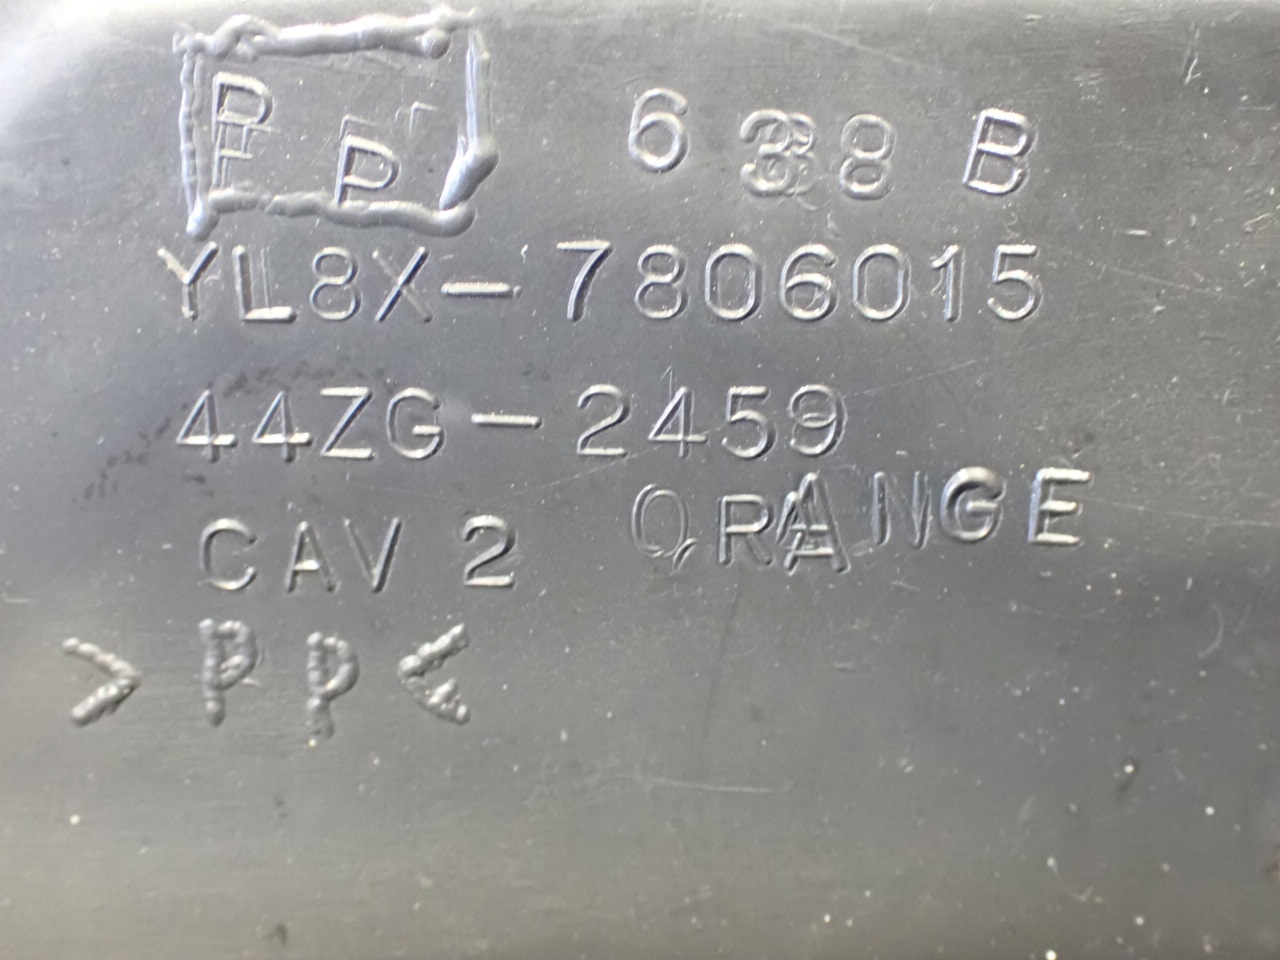 PP 638 B
YL8X-7806015
44ZG-2459
CAV 2 ORANGE
>PP<